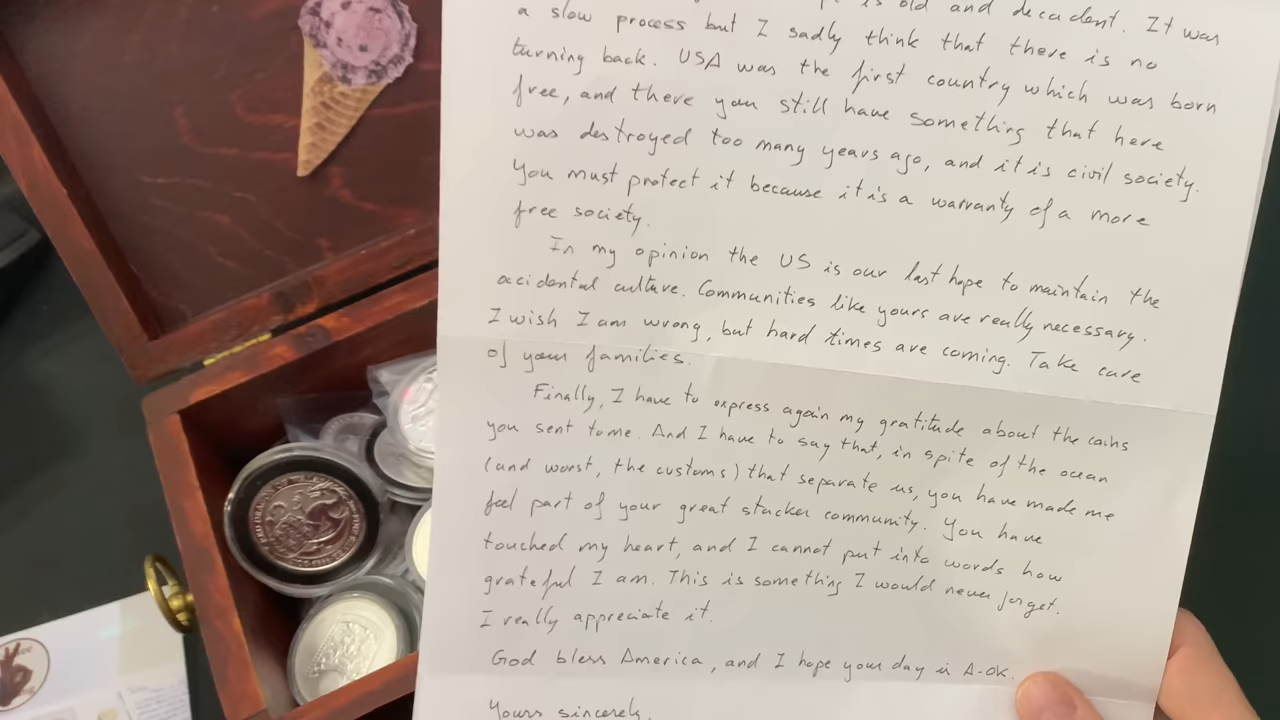 is old and decadent. It was
a slow process but I sadly think that there is no
turning back. USA was the first country which was born
free, and there you still have something that here
was destroyed too many years ago, and it is civil society.
You must protect it because it is a warranty of a more
free society.
In my opinion the US is our last hope to maintain the
occidental culture. Communities like yours are really necessary.
I wish I am wrong, but hard times are coming. Take care
of your families.
Finally, I have to express again my gratitude about the coins
you sent to me. And I have to say that, in spite of the ocean
(and worst, the customs) that separate us, you have made me
feel part of your great stacker community. You have
touched my heart, and I cannot put into words how
grateful I am. This is something I would never forget.
I really appreciate it.
God bless America, and I hope your day is A-OK.
Yours sincerely,